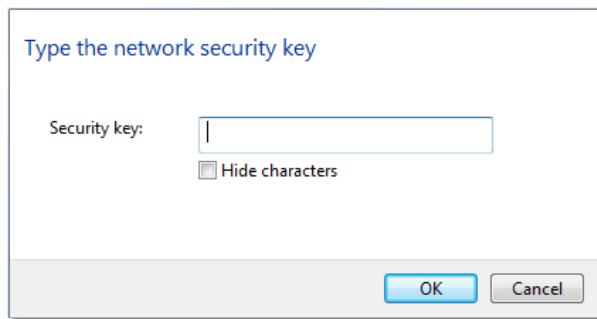 Type the network security key
Security key:
Hide characters
OK Cancel